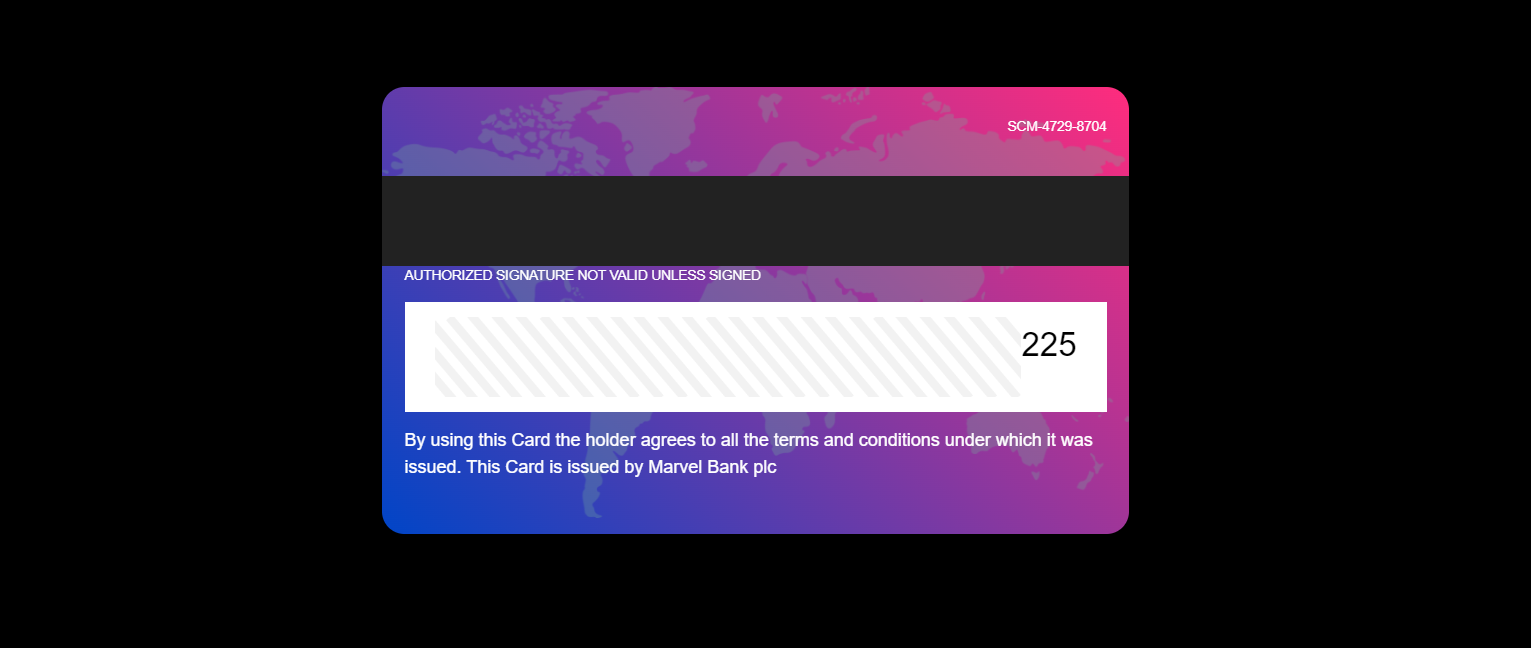 SCM-4729-8704
AUTHORIZED SIGNATURE NOT VALID UNLESS SIGNED
225
By using this Card the holder agrees to all the terms and conditions under which it was
issued. This Card is issued by Marvel Bank plc